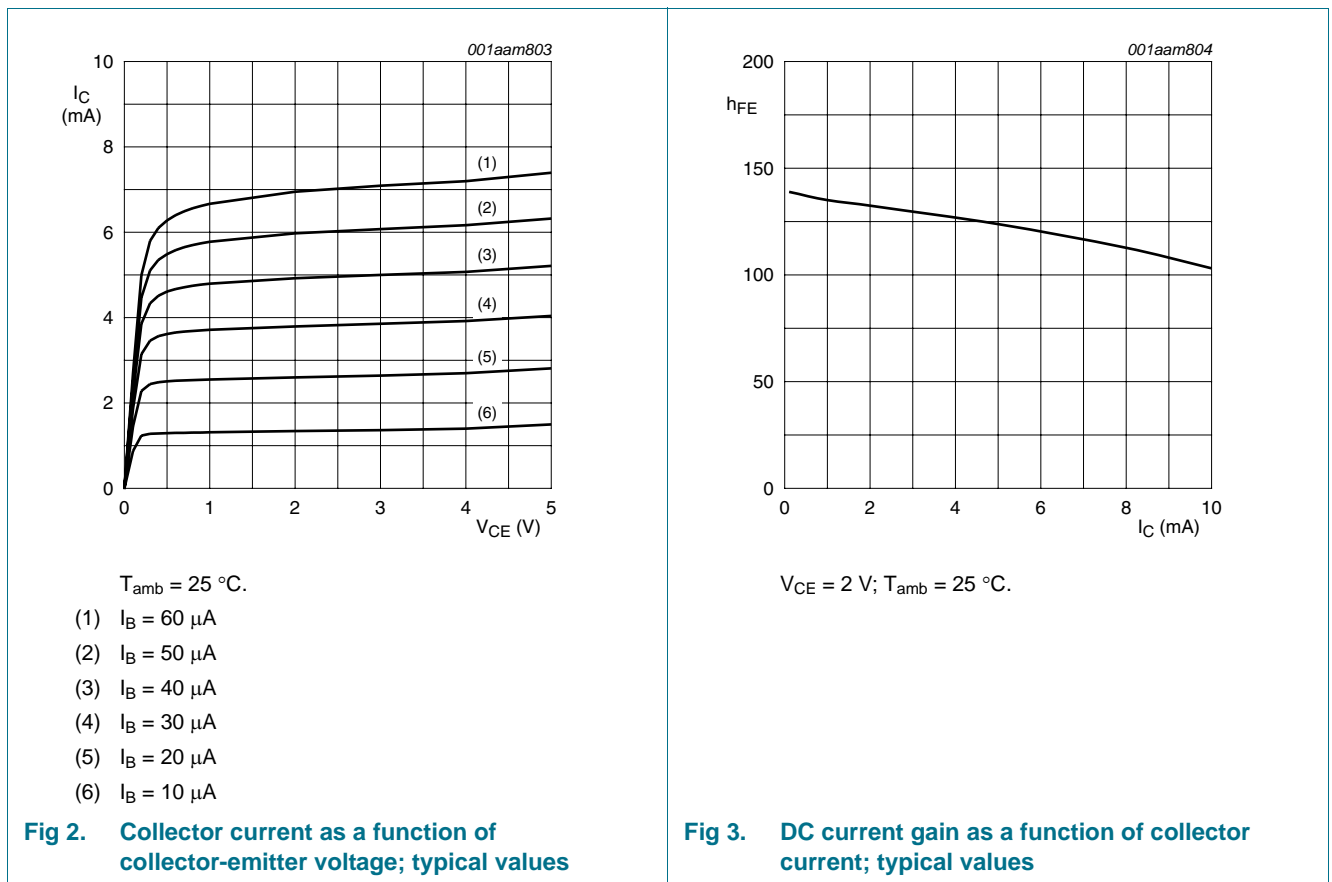 001aam803
10
I_C
(mA)
8
6
4
2
0
(1)
(2)
(3)
(4)
(5)
(6)
0 1 2 3 4 5
V_CE (V)
T_amb = 25 °C.
(1) I_B = 60 μA
(2) I_B = 50 μA
(3) I_B = 40 μA
(4) I_B = 30 μA
(5) I_B = 20 μA
(6) I_B = 10 μA
Fig 2. Collector current as a function of
collector-emitter voltage; typical values
001aam804
200
h_FE
150
100
50
0
0 2 4 6 8 10
I_C (mA)
V_CE = 2 V; T_amb = 25 °C.
Fig 3. DC current gain as a function of collector
current; typical values